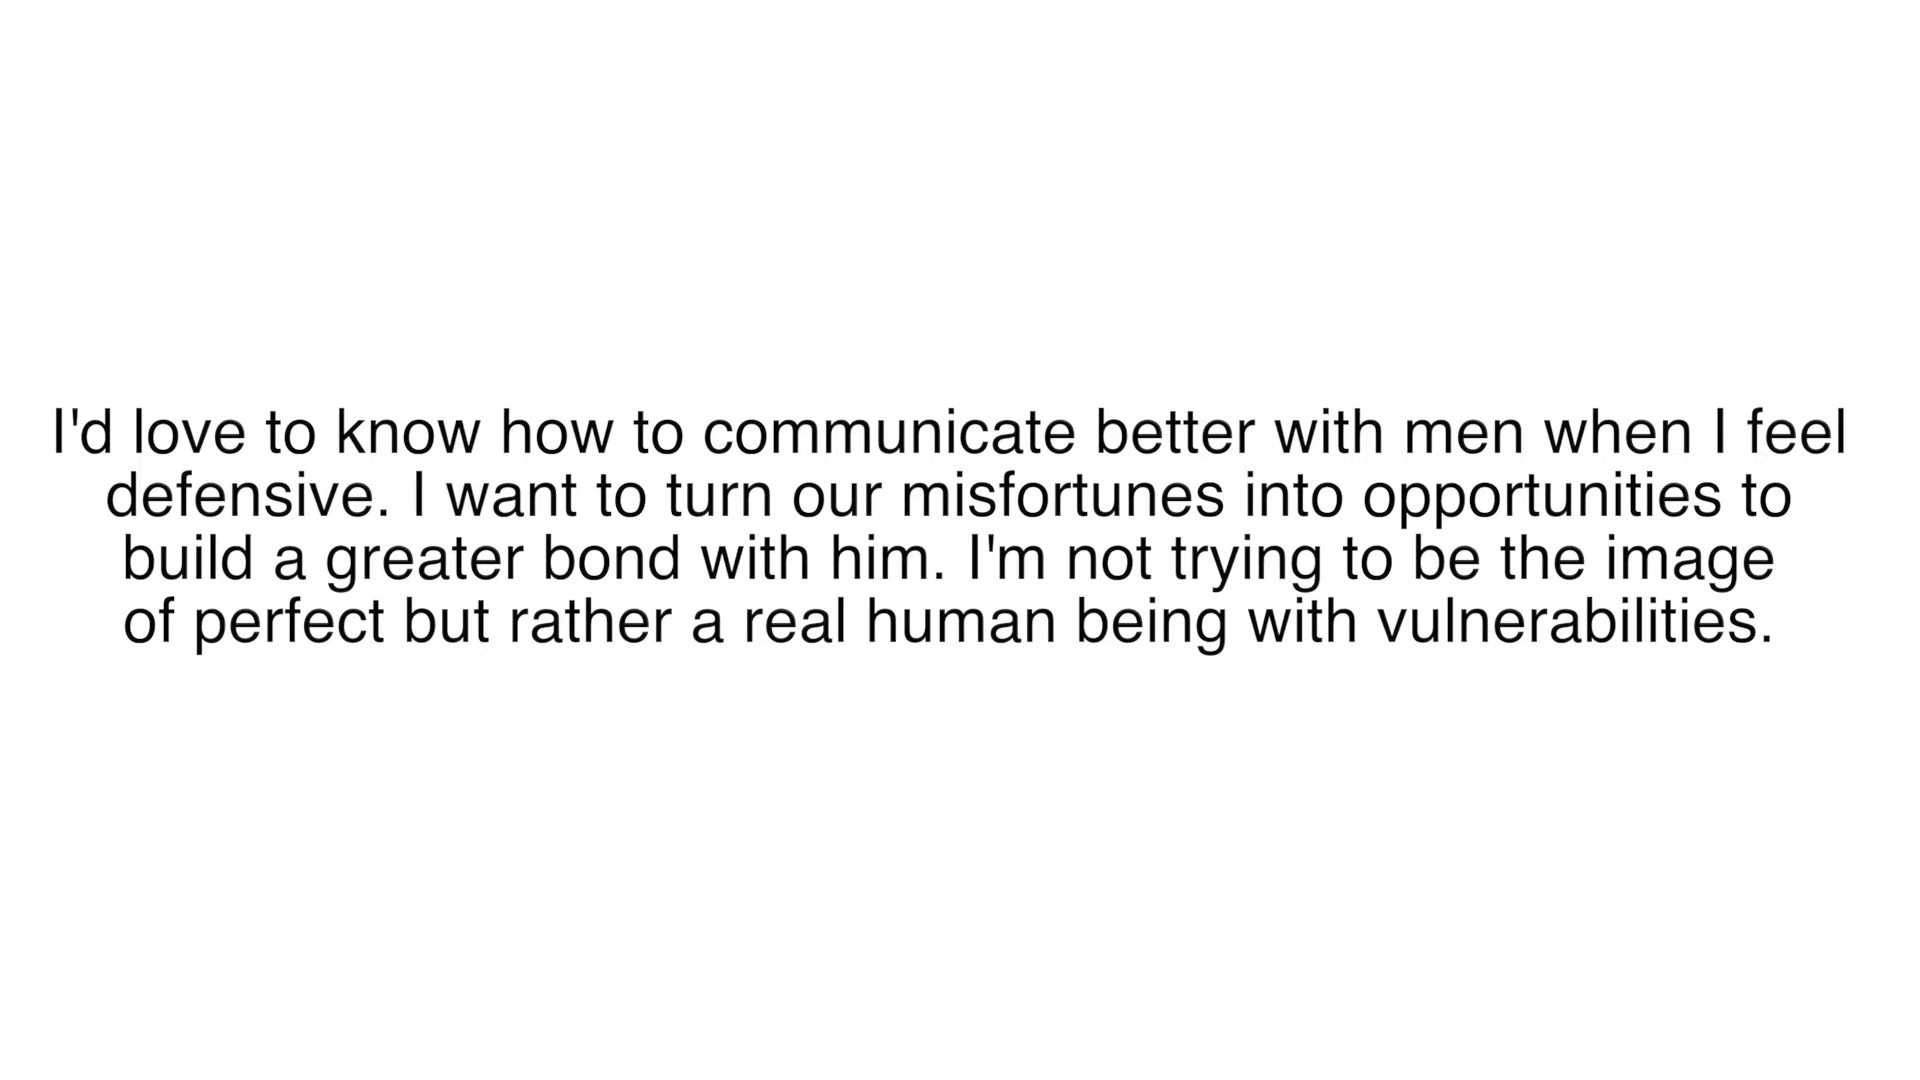 I'd love to know how to communicate better with men when I feel
defensive. I want to turn our misfortunes into opportunities to
build a greater bond with him. I'm not trying to be the image
of perfect but rather a real human being with vulnerabilities.